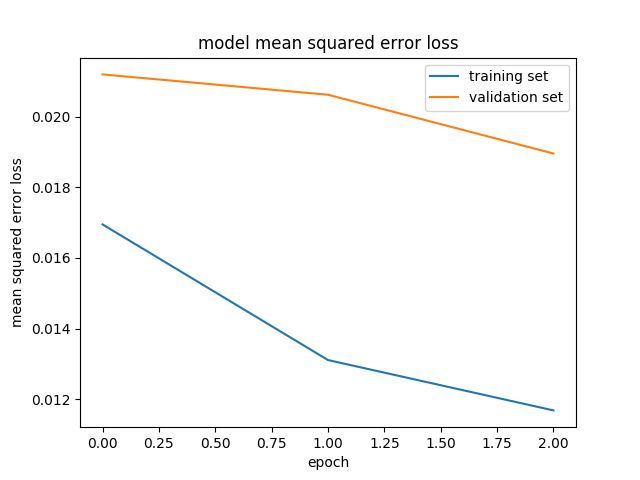 model mean squared error loss
training set
validation set
mean squared error loss
0.020
0.018
0.016
0.014
0.012
0.00 0.25 0.50 0.75 1.00 1.25 1.50 1.75 2.00
epoch